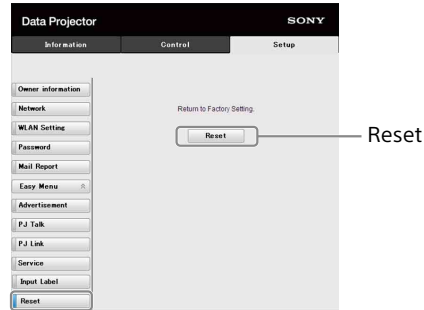 Data Projector SONY
Information Control Setup
Owner information
Network
Return to Factory Setting.
WLAN Setting
Reset Reset
Password
Mail Report
Easy Menu
Advertisement
PJ Talk
PJ Link
Service
Input Label
Reset